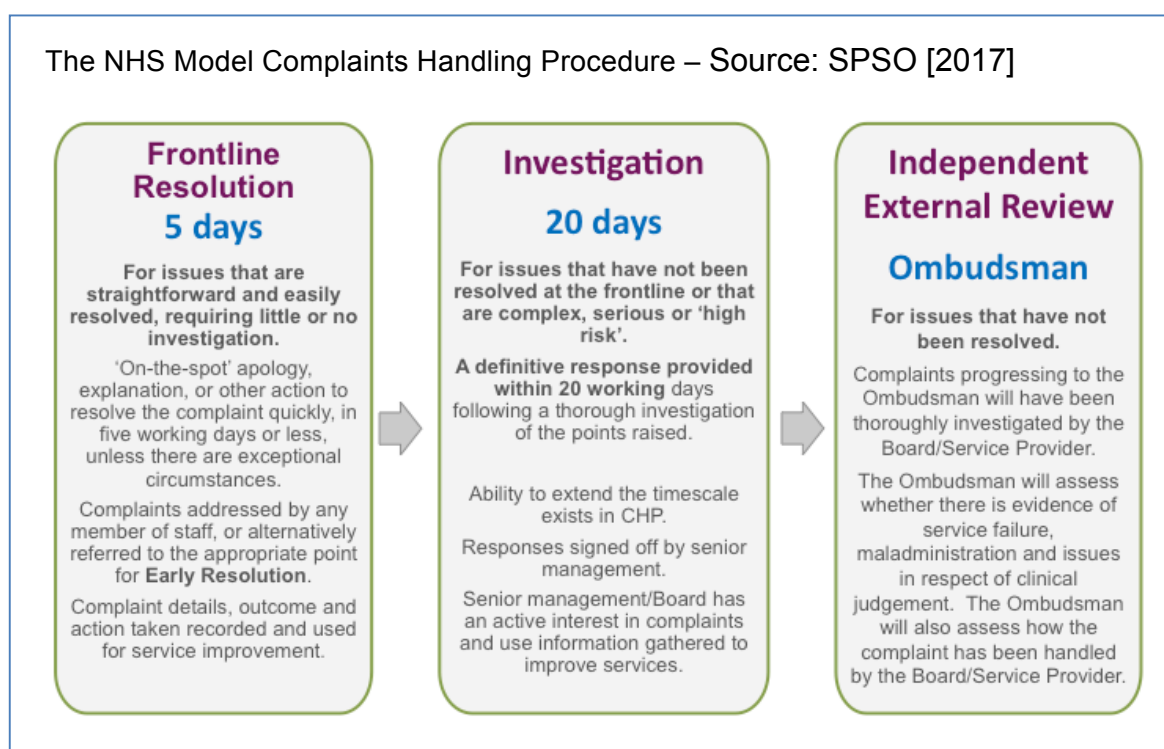 The NHS Model Complaints Handling Procedure – Source: SPSO [2017]
Frontline
Resolution
5 days
For issues that are
straightforward and easily
resolved, requiring little or no
investigation.
‘On-the-spot’ apology,
explanation, or other action to
resolve the complaint quickly, in
five working days or less,
unless there are exceptional
circumstances.
Complaints addressed by any
member of staff, or alternatively
referred to the appropriate point
for Early Resolution.
Complaint details, outcome and
action taken recorded and used
for service improvement.
Investigation
20 days
For issues that have not been
resolved at the frontline or that
are complex, serious or ‘high
risk’.
A definitive response provided
within 20 working days
following a thorough investigation
of the points raised.
Ability to extend the timescale
exists in CHP.
Responses signed off by senior
management.
Senior management/Board has
an active interest in complaints
and use information gathered to
improve services.
Independent
External Review
Ombudsman
For issues that have not
been resolved.
Complaints progressing to the
Ombudsman will have been
thoroughly investigated by the
Board/Service Provider.
The Ombudsman will assess
whether there is evidence of
service failure,
maladministration and issues
in respect of clinical
judgement. The Ombudsman
will also assess how the
complaint has been handled
by the Board/Service Provider.